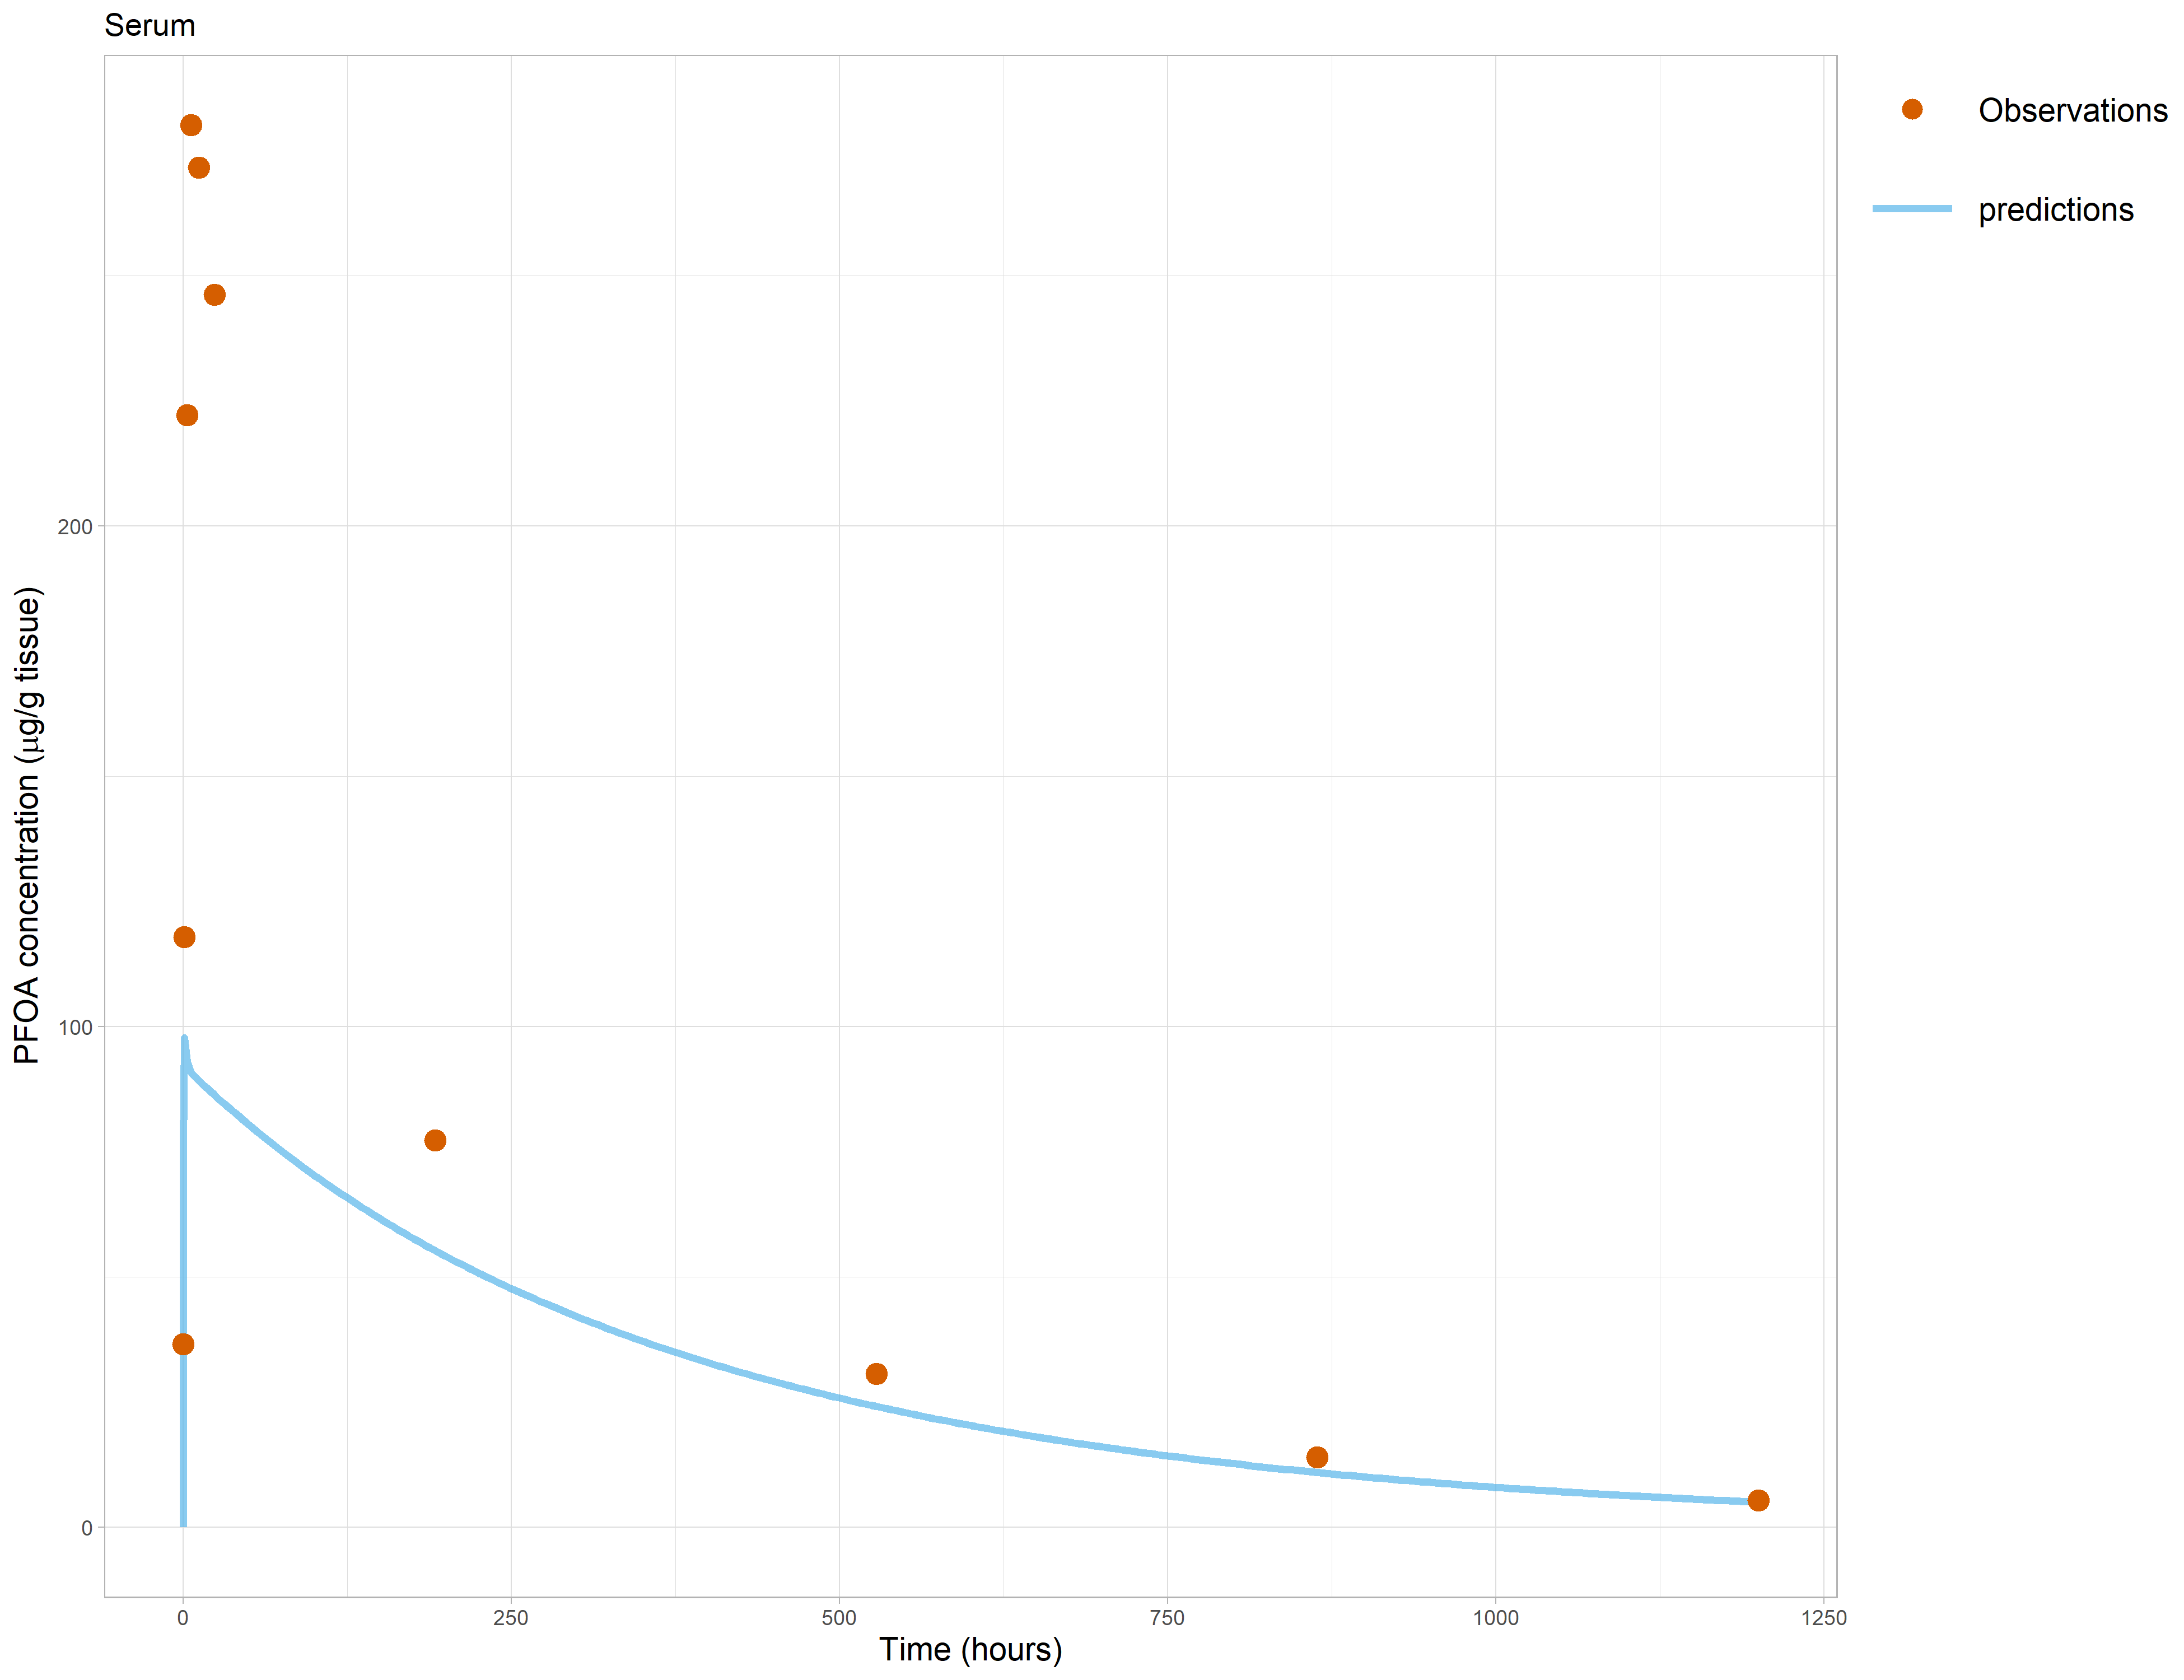 Serum
Observations
predictions
PFOA concentration (μg/g tissue)
200
100
0
0
250
500
750
1000
1250
Time (hours)